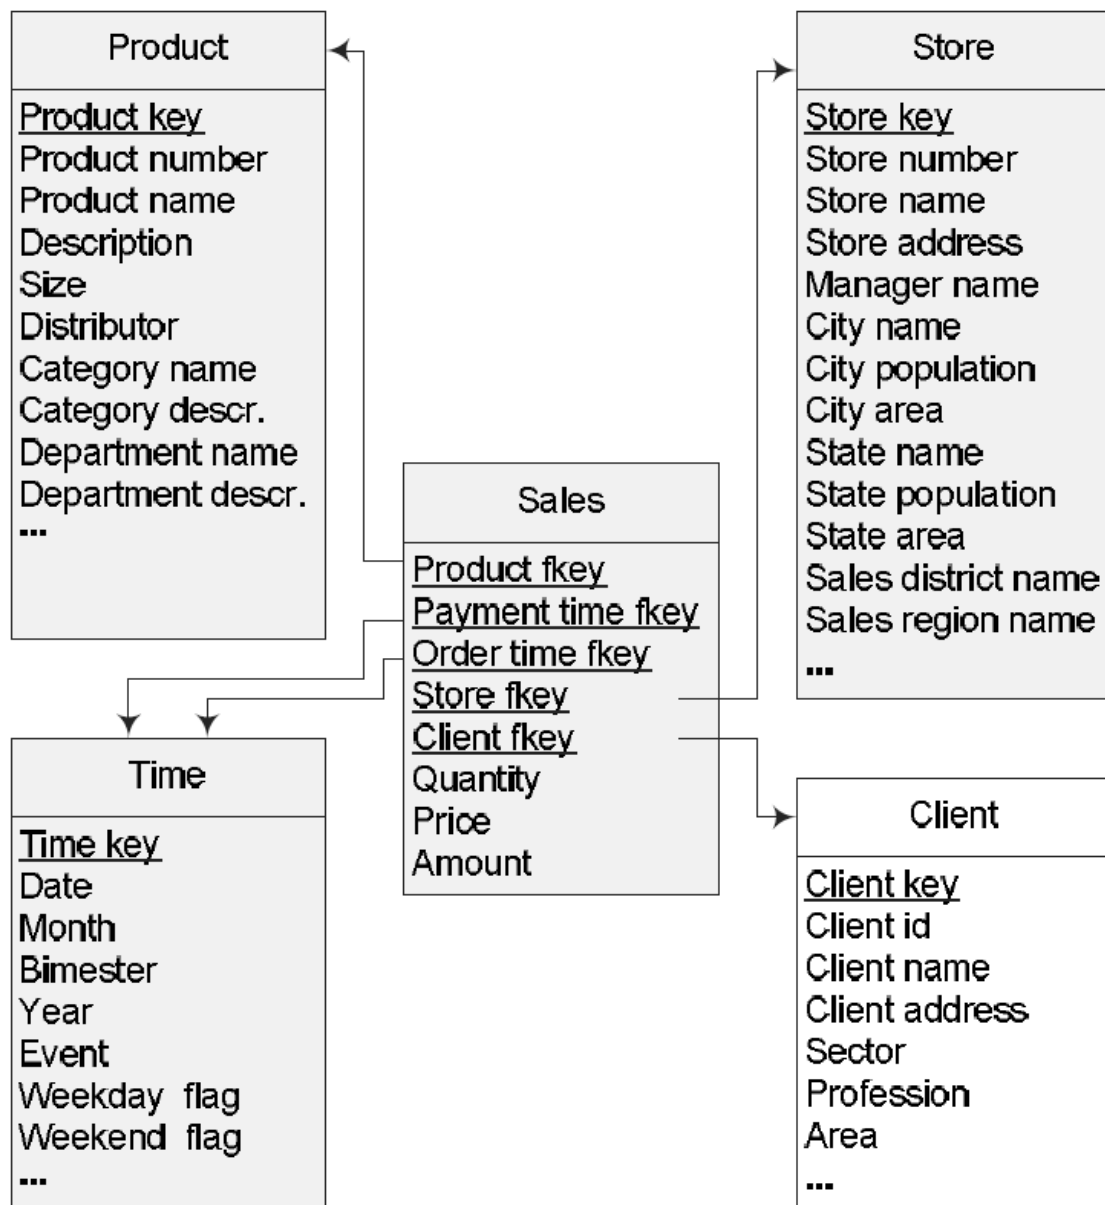 Product
Product key
Product number
Product name
Description
Size
Distributor
Category name
Category descr.
Department name
Department descr.
...
Store
Store key
Store number
Store name
Store address
Manager name
City name
City population
City area
State name
State population
State area
Sales district name
Sales region name
...
Sales
Product fkey
Payment time fkey
Order time fkey
Store fkey
Client fkey
Quantity
Price
Amount
Time
Time key
Date
Month
Bimester
Year
Event
Weekday flag
Weekend flag
...
Client
Client key
Client id
Client name
Client address
Sector
Profession
Area
...